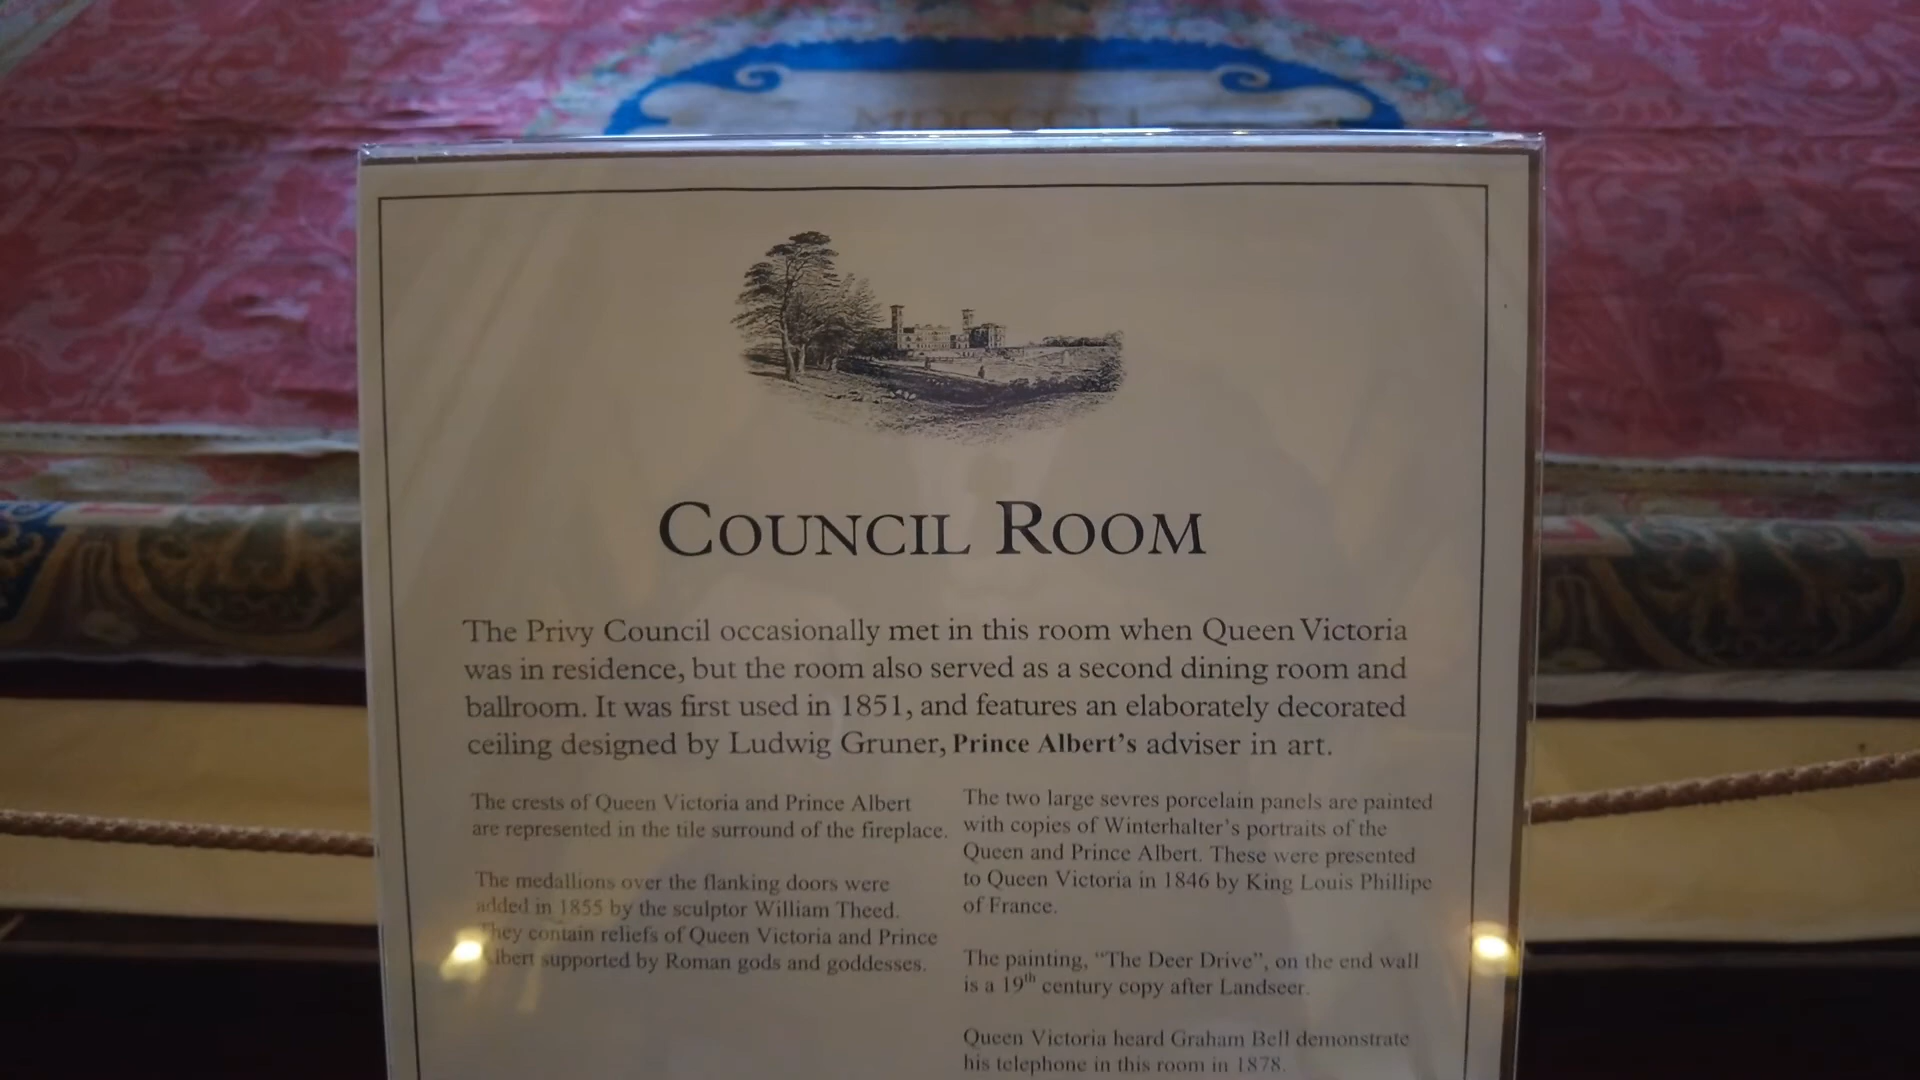 MDCCCLI
COUNCIL ROOM
The Privy Council occasionally met in this room when Queen Victoria
was in residence, but the room also served as a second dining room and
ballroom. It was first used in 1851, and features an elaborately decorated
ceiling designed by Ludwig Gruner, Prince Albert's adviser in art.
The crests of Queen Victoria and Prince Albert
are represented in the tile surround of the fireplace.
The medallions over the flanking doors were
added in 1855 by the sculptor William Theed.
They contain reliefs of Queen Victoria and Prince
Albert supported by Roman gods and goddesses.
The two large sevres porcelain panels are painted
with copies of Winterhalter's portraits of the
Queen and Prince Albert. These were presented
to Queen Victoria in 1846 by King Louis Phillipe
of France.
The painting, “The Deer Drive”, on the end wall
is a 19th century copy after Landseer.
Queen Victoria heard Graham Bell demonstrate
his telephone in this room in 1878.